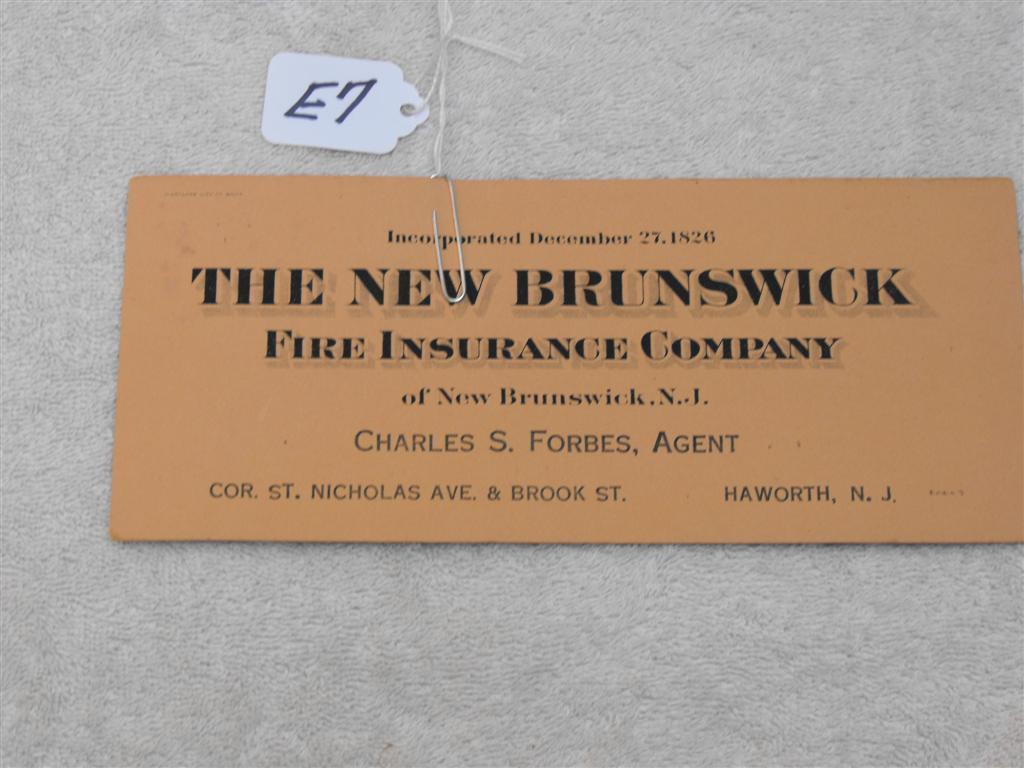 E7
Incorporated December 27, 1826
THE NEW BRUNSWICK
FIRE INSURANCE COMPANY
of New Brunswick, N.J.
CHARLES S. FORBES, AGENT
COR. ST. NICHOLAS AVE. & BROOK ST. HAWORTH, N. J.